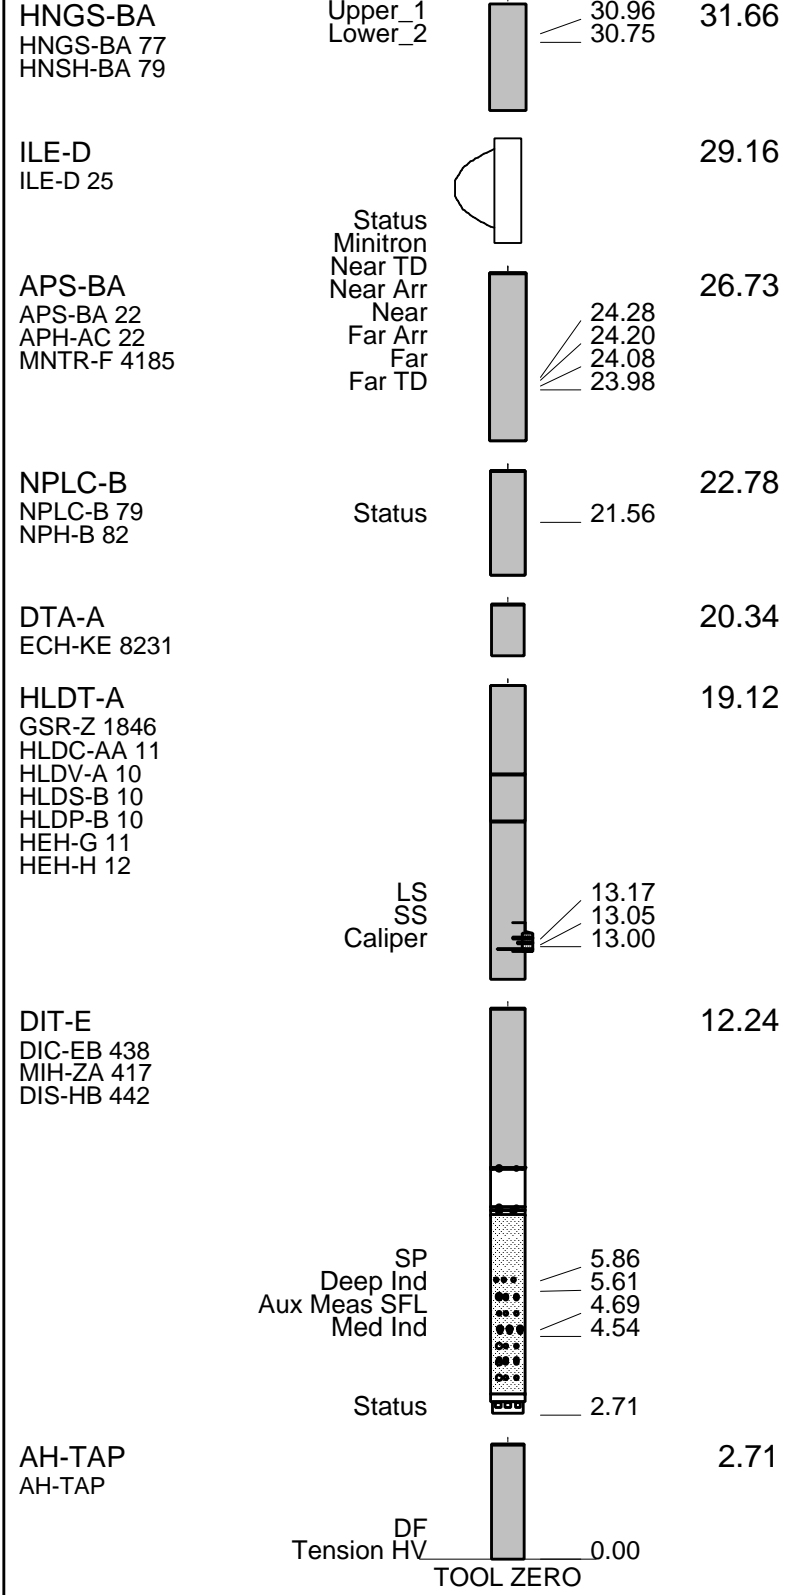 HNGS-BA
HNGS-BA 77
HNSH-BA 79
Upper_1 30.96 31.66
Lower_2 30.75
ILE-D 29.16
ILE-D 25
Status
Minitron
Near TD
APS-BA Near Arr 26.73
APS-BA 22 Near 24.28
APH-AC 22 Far Arr 24.20
MNTR-F 4185 Far 24.08
Far TD 23.98
NPLC-B 22.78
NPLC-B 79 Status 21.56
NPH-B 82
DTA-A 20.34
ECH-KE 8231
HLDT-A 19.12
GSR-Z 1846
HLDC-AA 11
HLDV-A 10
HLDS-B 10
HLDP-B 10
HEH-G 11
HEH-H 12
LS 13.17
SS 13.05
Caliper 13.00
DIT-E 12.24
DIC-EB 438
MIH-ZA 417
DIS-HB 442
SP 5.86
Deep Ind 5.61
Aux Meas SFL 4.69
Med Ind 4.54
Status 2.71
AH-TAP 2.71
AH-TAP
DF
Tension HV 0.00
TOOL ZERO